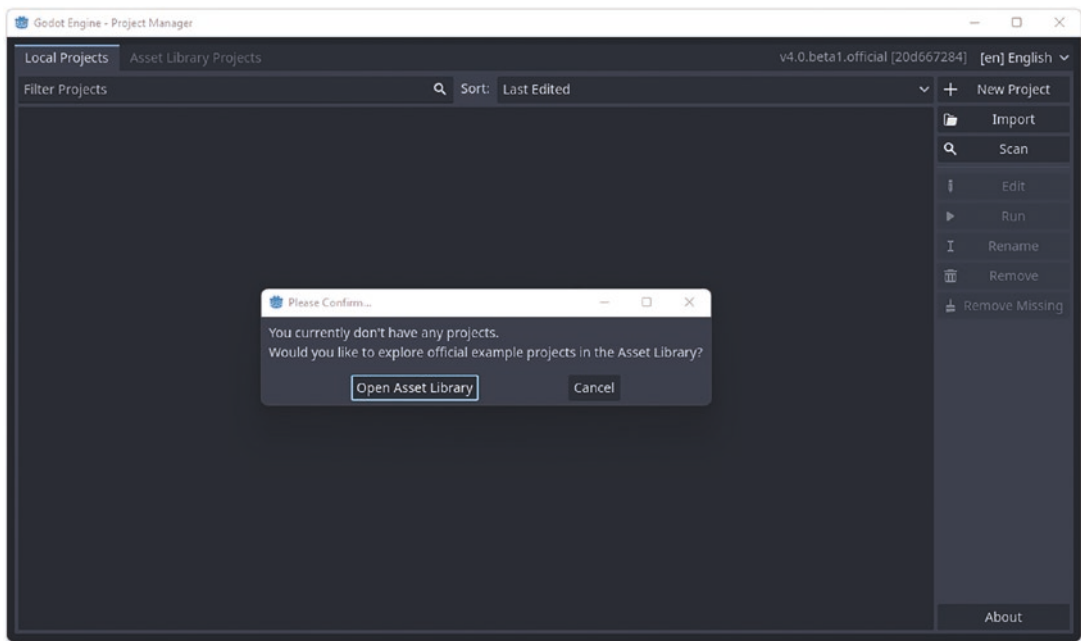 Godot Engine - Project Manager
Local Projects Asset Library Projects v4.0.beta1.official [20d667284] [en] English
Filter Projects Sort: Last Edited New Project
Import
Scan
Edit
Run
Rename
Remove
Remove Missing
Please Confirm...
You currently don't have any projects.
Would you like to explore official example projects in the Asset Library?
Open Asset Library Cancel
About